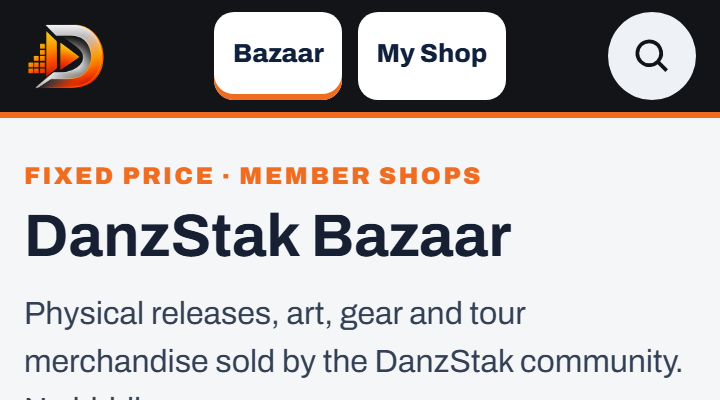 Bazaar
My Shop
FIXED PRICE · MEMBER SHOPS
DanzStak Bazaar
Physical releases, art, gear and tour
merchandise sold by the DanzStak community.